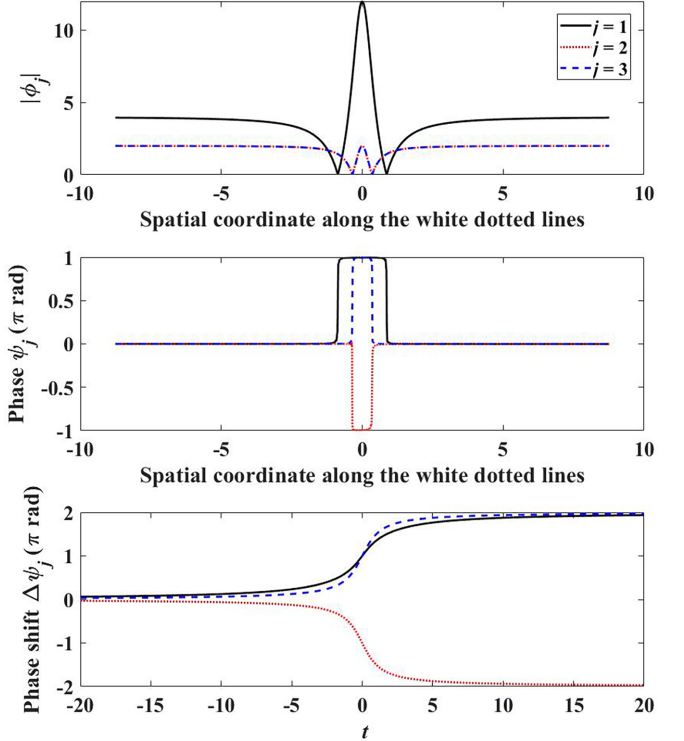 10
5
0
|ϕj|
j = 1
j = 2
j = 3
-10 -5 0 5 10
Spatial coordinate along the white dotted lines
1
0.5
0
-0.5
-1
Phase ψj (π rad)
-10 -5 0 5 10
Spatial coordinate along the white dotted lines
2
1
0
-1
-2
Phase shift Δψj (π rad)
-20 -15 -10 -5 0 5 10 15 20
t